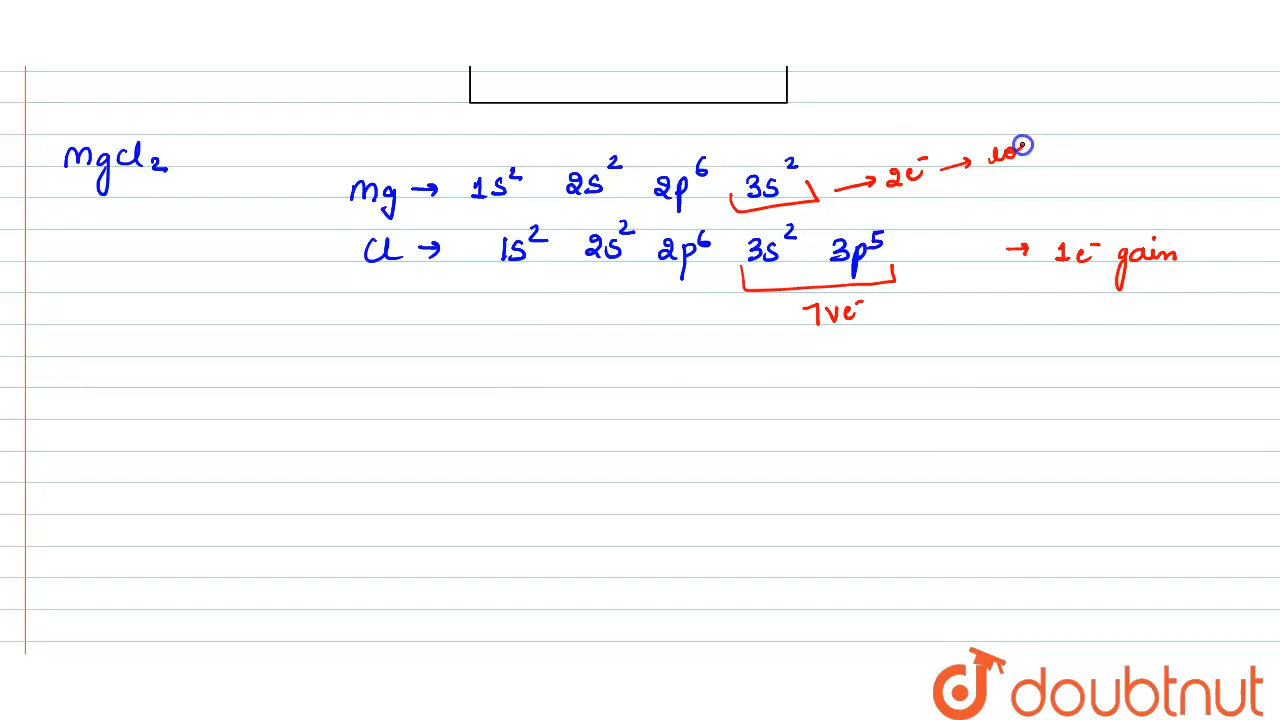 MgCl₂
Mg → 1s² 2s² 2p⁶ 3s² → 2e⁻ →
Cl → 1s² 2s² 2p⁶ 3s² 3p⁵ → 1e⁻ gain
7ve⁻
doubtnut